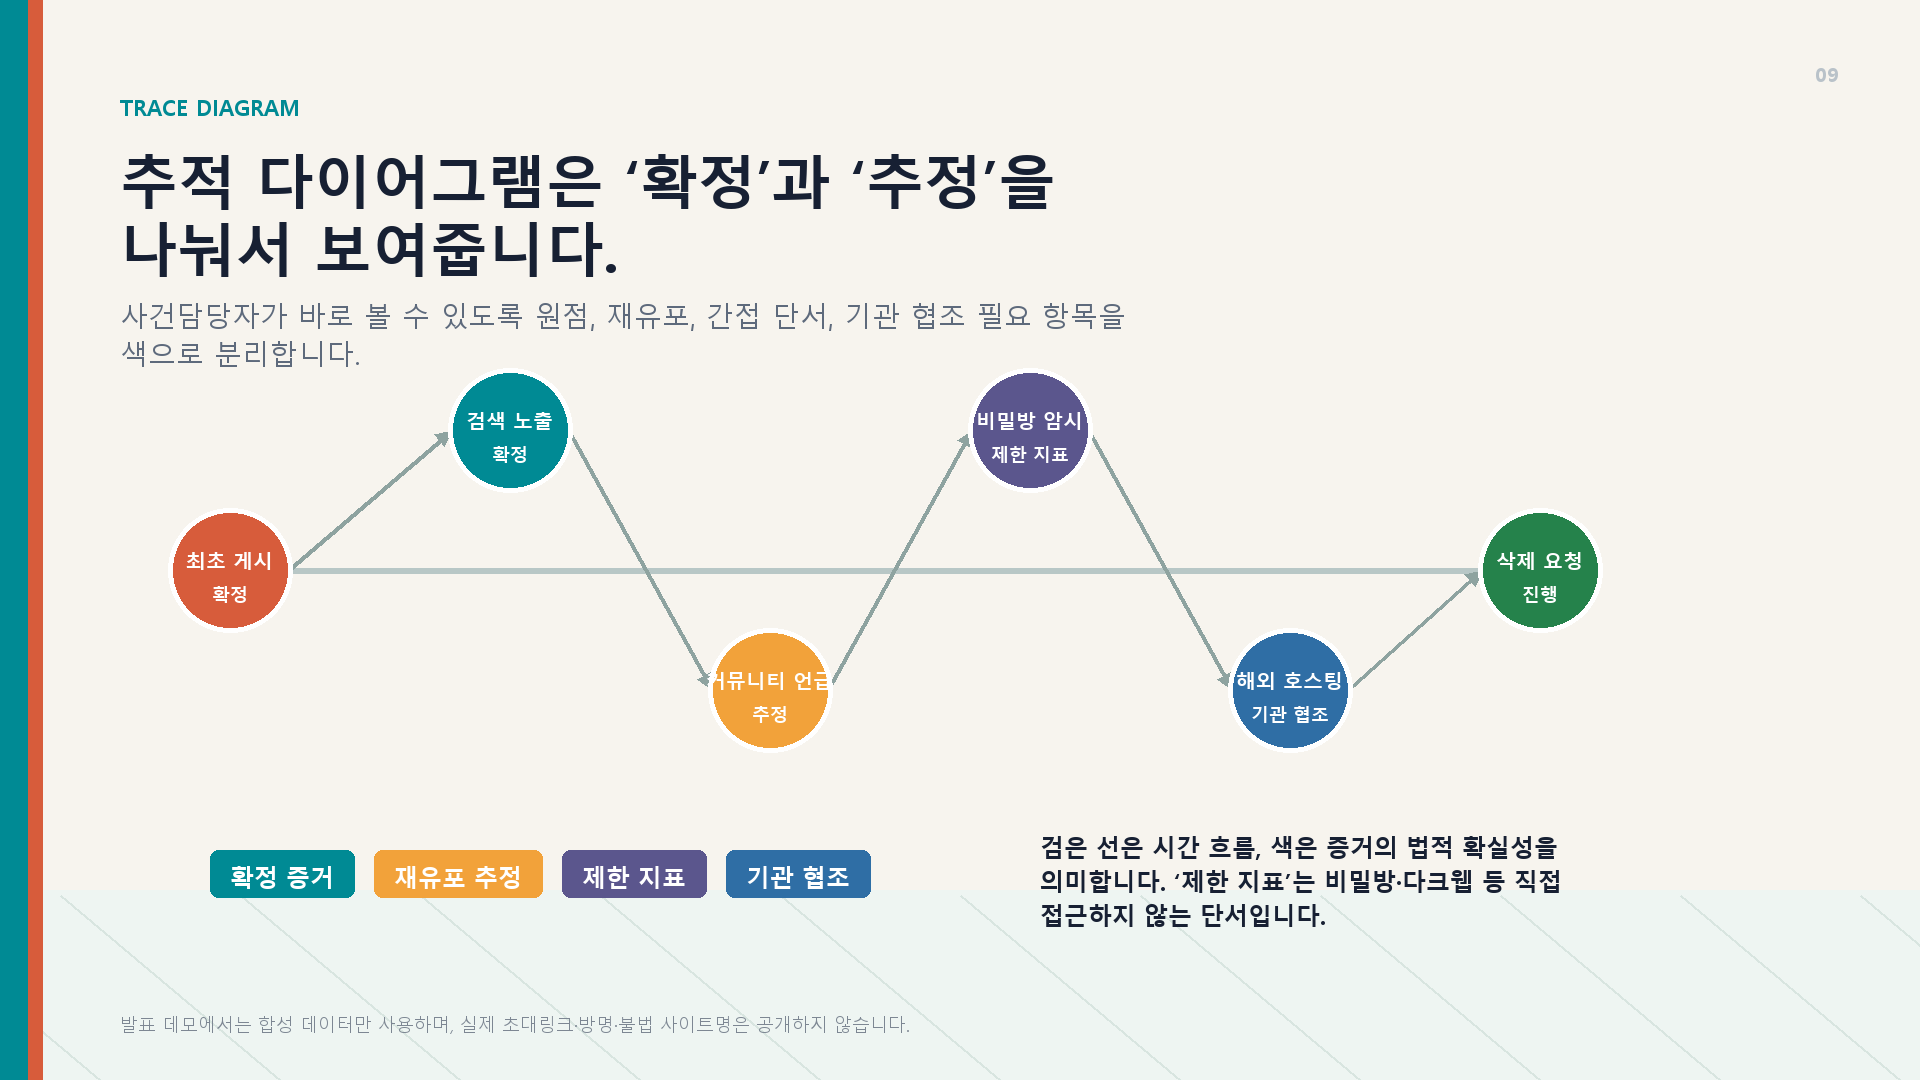 09
TRACE DIAGRAM
추적 다이어그램은 ‘확정’과 ‘추정’을
나눠서 보여줍니다.
사건담당자가 바로 볼 수 있도록 원점, 재유포, 간접 단서, 기관 협조 필요 항목을
색으로 분리합니다.
검색 노출
확정
비밀방 암시
제한 지표
최초 게시
확정
삭제 요청
진행
커뮤니티 언급
추정
해외 호스팅
기관 협조
확정 증거
재유포 추정
제한 지표
기관 협조
검은 선은 시간 흐름, 색은 증거의 법적 확실성을
의미합니다. ‘제한 지표’는 비밀방·다크웹 등 직접
접근하지 않는 단서입니다.
발표 데모에서는 합성 데이터만 사용하며, 실제 초대링크·방명·불법 사이트명은 공개하지 않습니다.